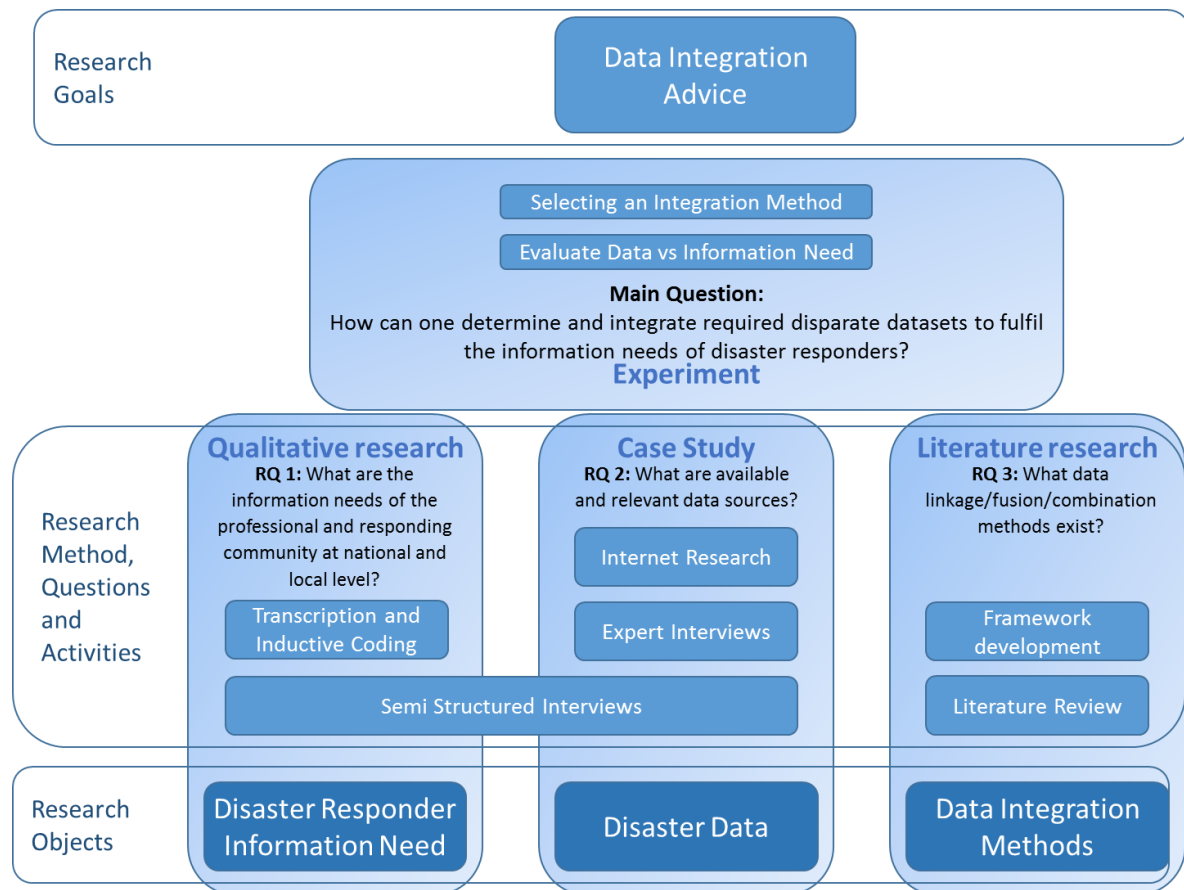 Research
Goals
Data Integration
Advice
Selecting an Integration Method
Evaluate Data vs Information Need
Main Question:
How can one determine and integrate required disparate datasets to fulfil
the information needs of disaster responders?
Experiment
Research
Method,
Questions
and
Activities
Qualitative research
RQ 1: What are the
information needs of the
professional and responding
community at national and
local level?
Transcription and
Inductive Coding
Case Study
RQ 2: What are available
and relevant data sources?
Internet Research
Expert Interviews
Semi Structured Interviews
Literature research
RQ 3: What data
linkage/fusion/combination
methods exist?
Framework
development
Literature Review
Research
Objects
Disaster Responder
Information Need
Disaster Data
Data Integration
Methods